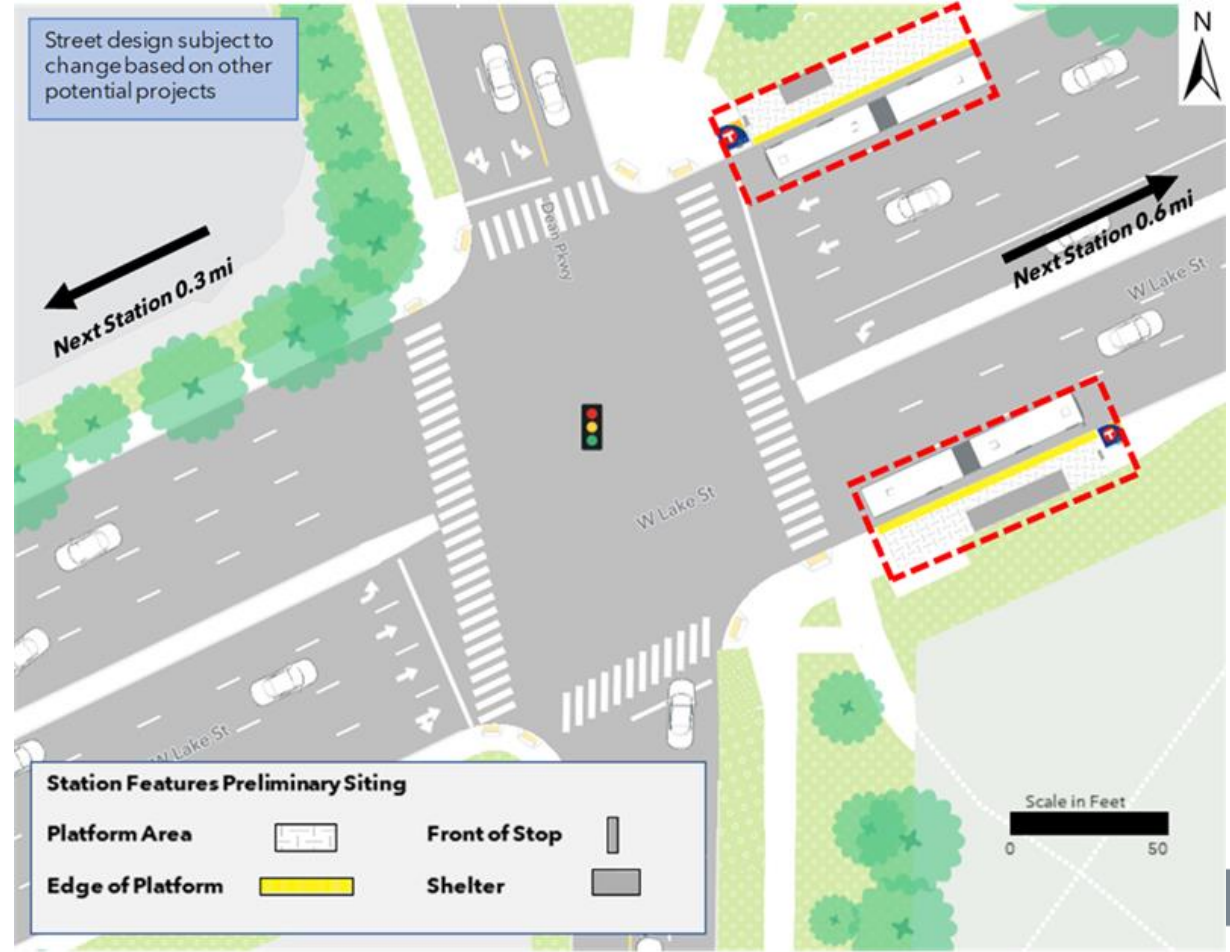 Street design subject to
change based on other
potential projects
N
Dean Pkwy
Next Station 0.3 mi
Next Station 0.6 mi
W Lake St
W Lake St
W Lake St
Station Features Preliminary Siting
Platform Area
Front of Stop
Edge of Platform
Shelter
Scale in Feet
0
50
T
T